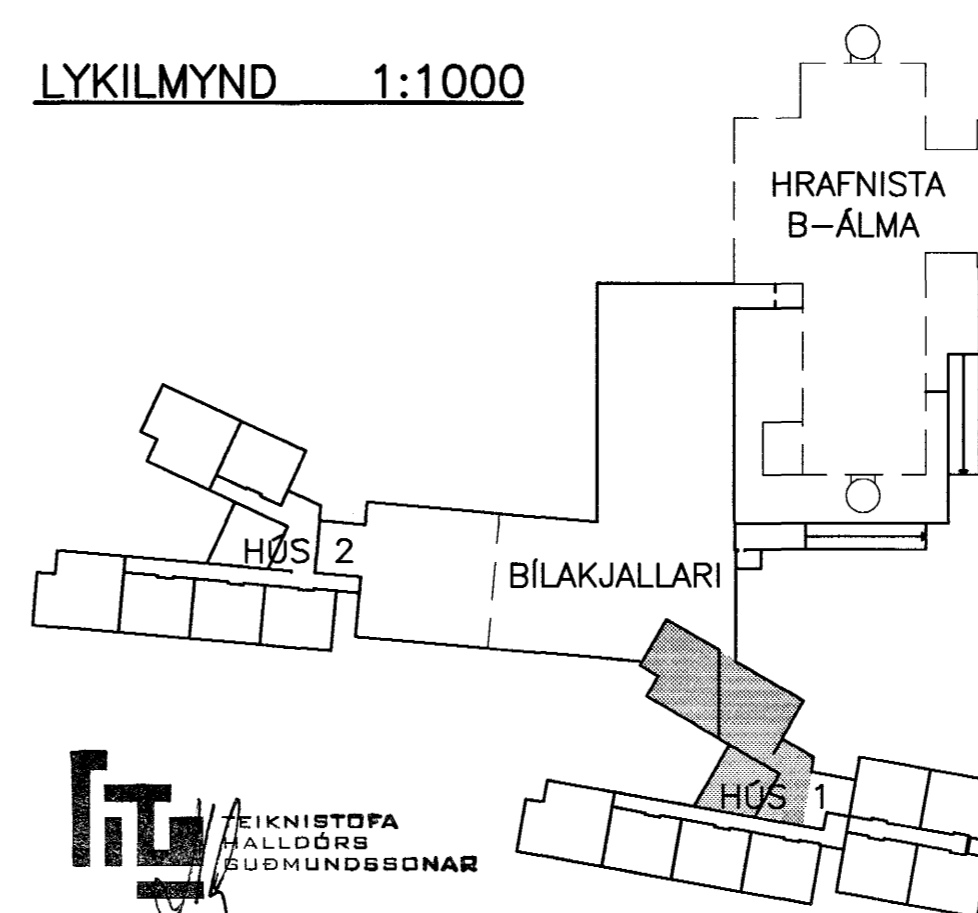 LYKILMYND 1:1000
HRAFNISTA
B-ÁLMA
HÚS 2
BÍLAKJALLARI
HÚS 1
TEIKNISTOFA
HALLDÓRS
GUÐMUNDSSONAR